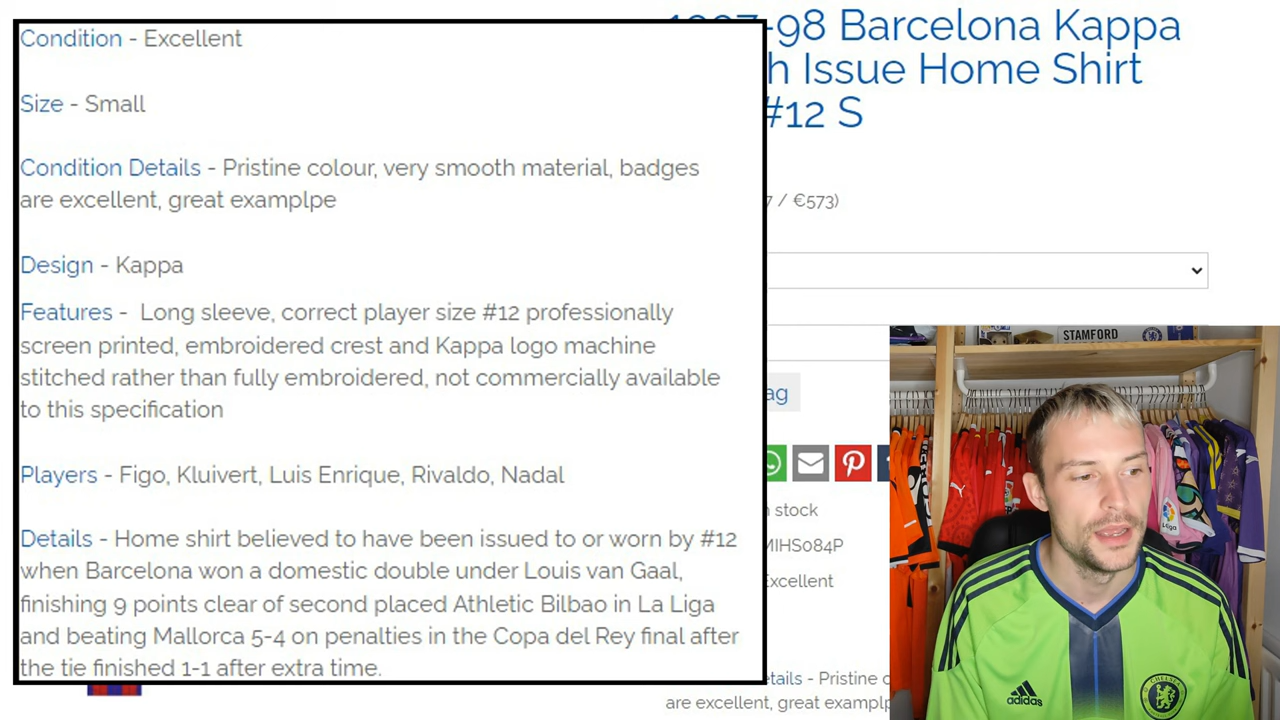 Condition - Excellent
Size - Small
Condition Details - Pristine colour, very smooth material, badges
are excellent, great examplpe
Design - Kappa
Features -  Long sleeve, correct player size #12 professionally
screen printed, embroidered crest and Kappa logo machine
stitched rather than fully embroidered, not commercially available
to this specification
Players - Figo, Kluivert, Luis Enrique, Rivaldo, Nadal
Details - Home shirt believed to have been issued to or worn by #12
when Barcelona won a domestic double under Louis van Gaal,
finishing 9 points clear of second placed Athletic Bilbao in La Liga
and beating Mallorca 5-4 on penalties in the Copa del Rey final after
the tie finished 1-1 after extra time.
-98 Barcelona Kappa
h Issue Home Shirt
#12 S
7 / €573)
ag
stock
MIHS084P
Excellent
etails - Pristine c
are excellent, great examplp
STAMFORD
LaLiga
adidas
CHELSEA